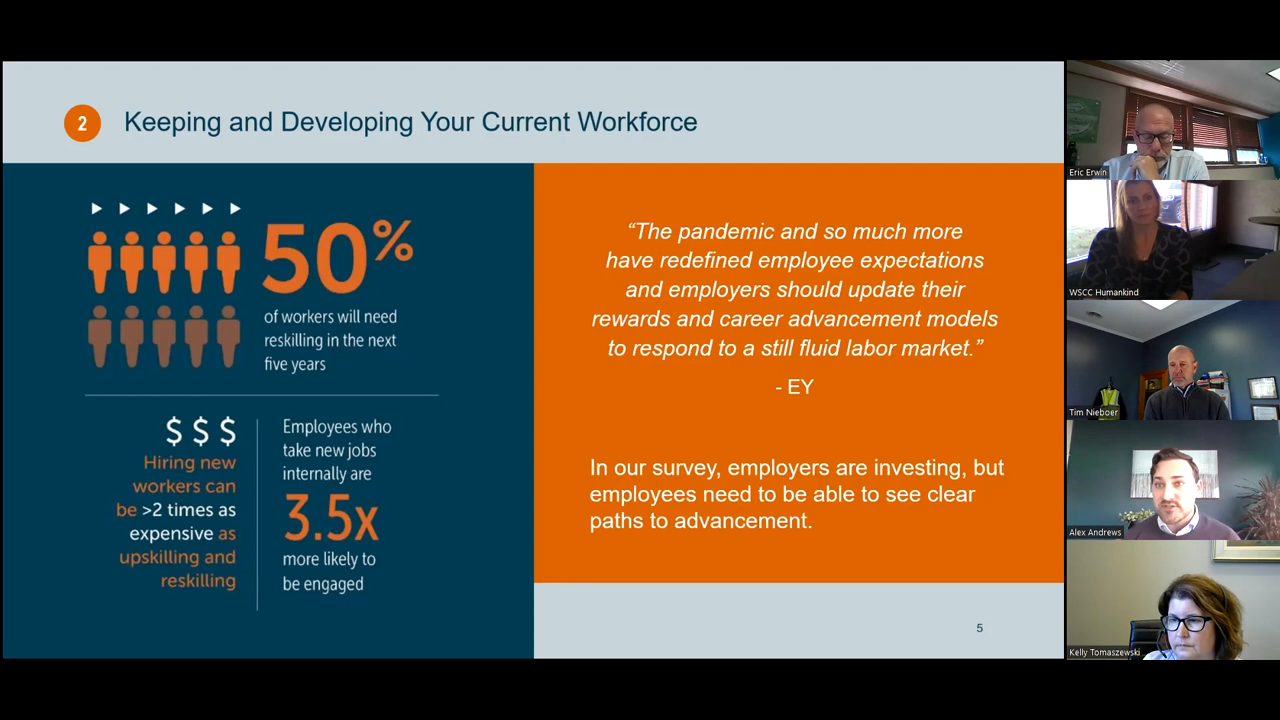 2
Keeping and Developing Your Current Workforce
50%
of workers will need
reskilling in the next
five years
$ $ $
Hiring new
workers can
be >2 times as
expensive as
upskilling and
reskilling
Employees who
take new jobs
internally are
3.5x
more likely to
be engaged
“The pandemic and so much more
have redefined employee expectations
and employers should update their
rewards and career advancement models
to respond to a still fluid labor market.”
- EY
In our survey, employers are investing, but
employees need to be able to see clear
paths to advancement.
5
Eric Erwin
WSCC Humankind
Tim Nieboer
Alex Andrews
Kelly Tomaszewski